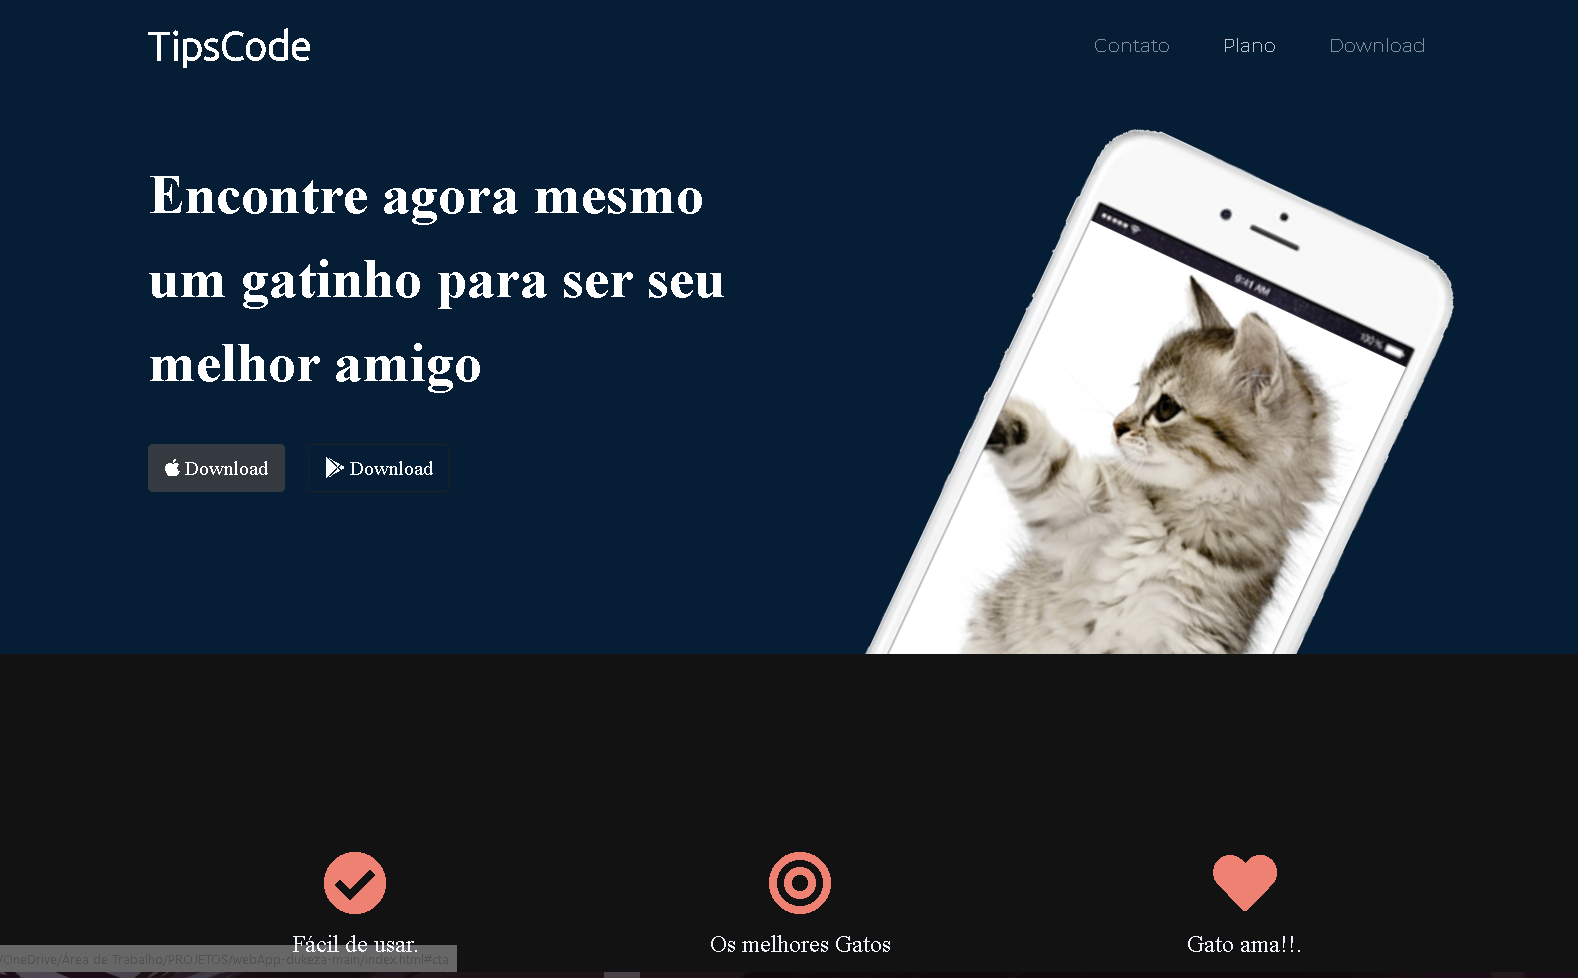 TipsCode
Contato Plano Download
Encontre agora mesmo
um gatinho para ser seu
melhor amigo
Download Download
9:41 AM
100%
Fácil de usar. Os melhores Gatos Gato ama!!.
/OneDrive/Área de Trabalho/PROJETOS/webApp-dukeza-main/index.html#cta